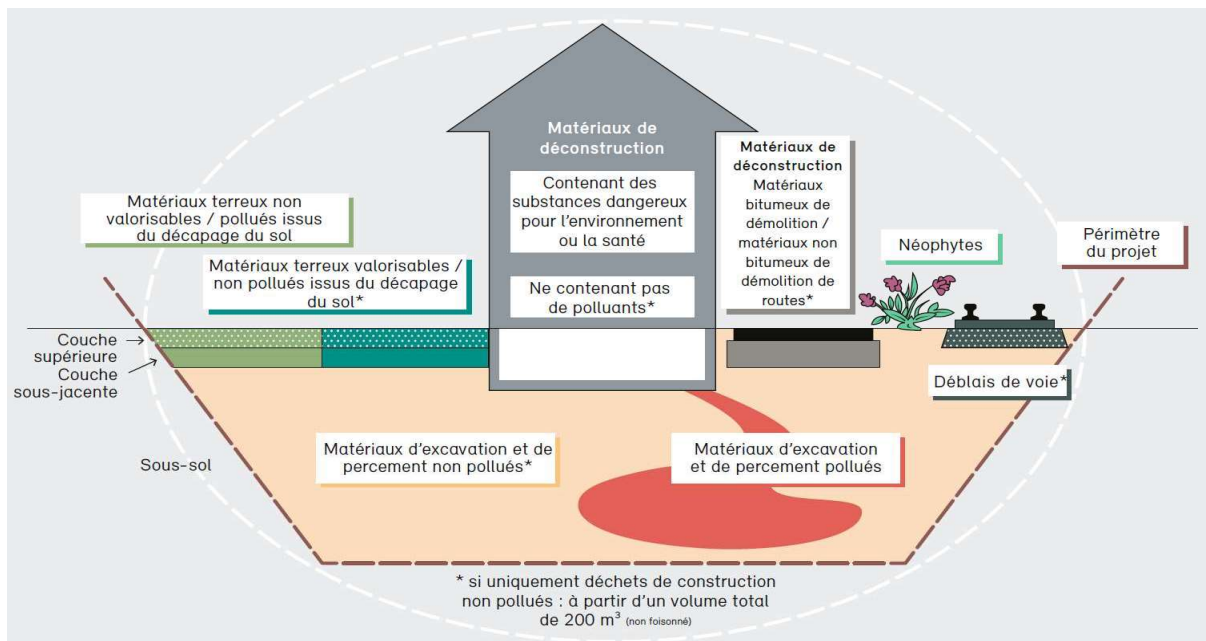 Matériaux de
déconstruction
Contenant des
substances dangereux
pour l'environnement
ou la santé
Ne contenant pas
de polluants*
Matériaux de
déconstruction
Matériaux
bitumeux de
démolition /
matériaux non
bitumeux de
démolition de
routes*
Matériaux terreux non
valorisables / pollués issus
du décapage du sol
Matériaux terreux valorisables /
non pollués issus du décapage
du sol*
Néophytes
Périmètre
du projet
Couche
supérieure
Couche
sous-jacente
Déblais de voie*
Sous-sol
Matériaux d'excavation et de
percement non pollués*
Matériaux d'excavation
et de percement pollués
* si uniquement déchets de construction
non pollués : à partir d'un volume total
de 200 m³ (non foisonné)